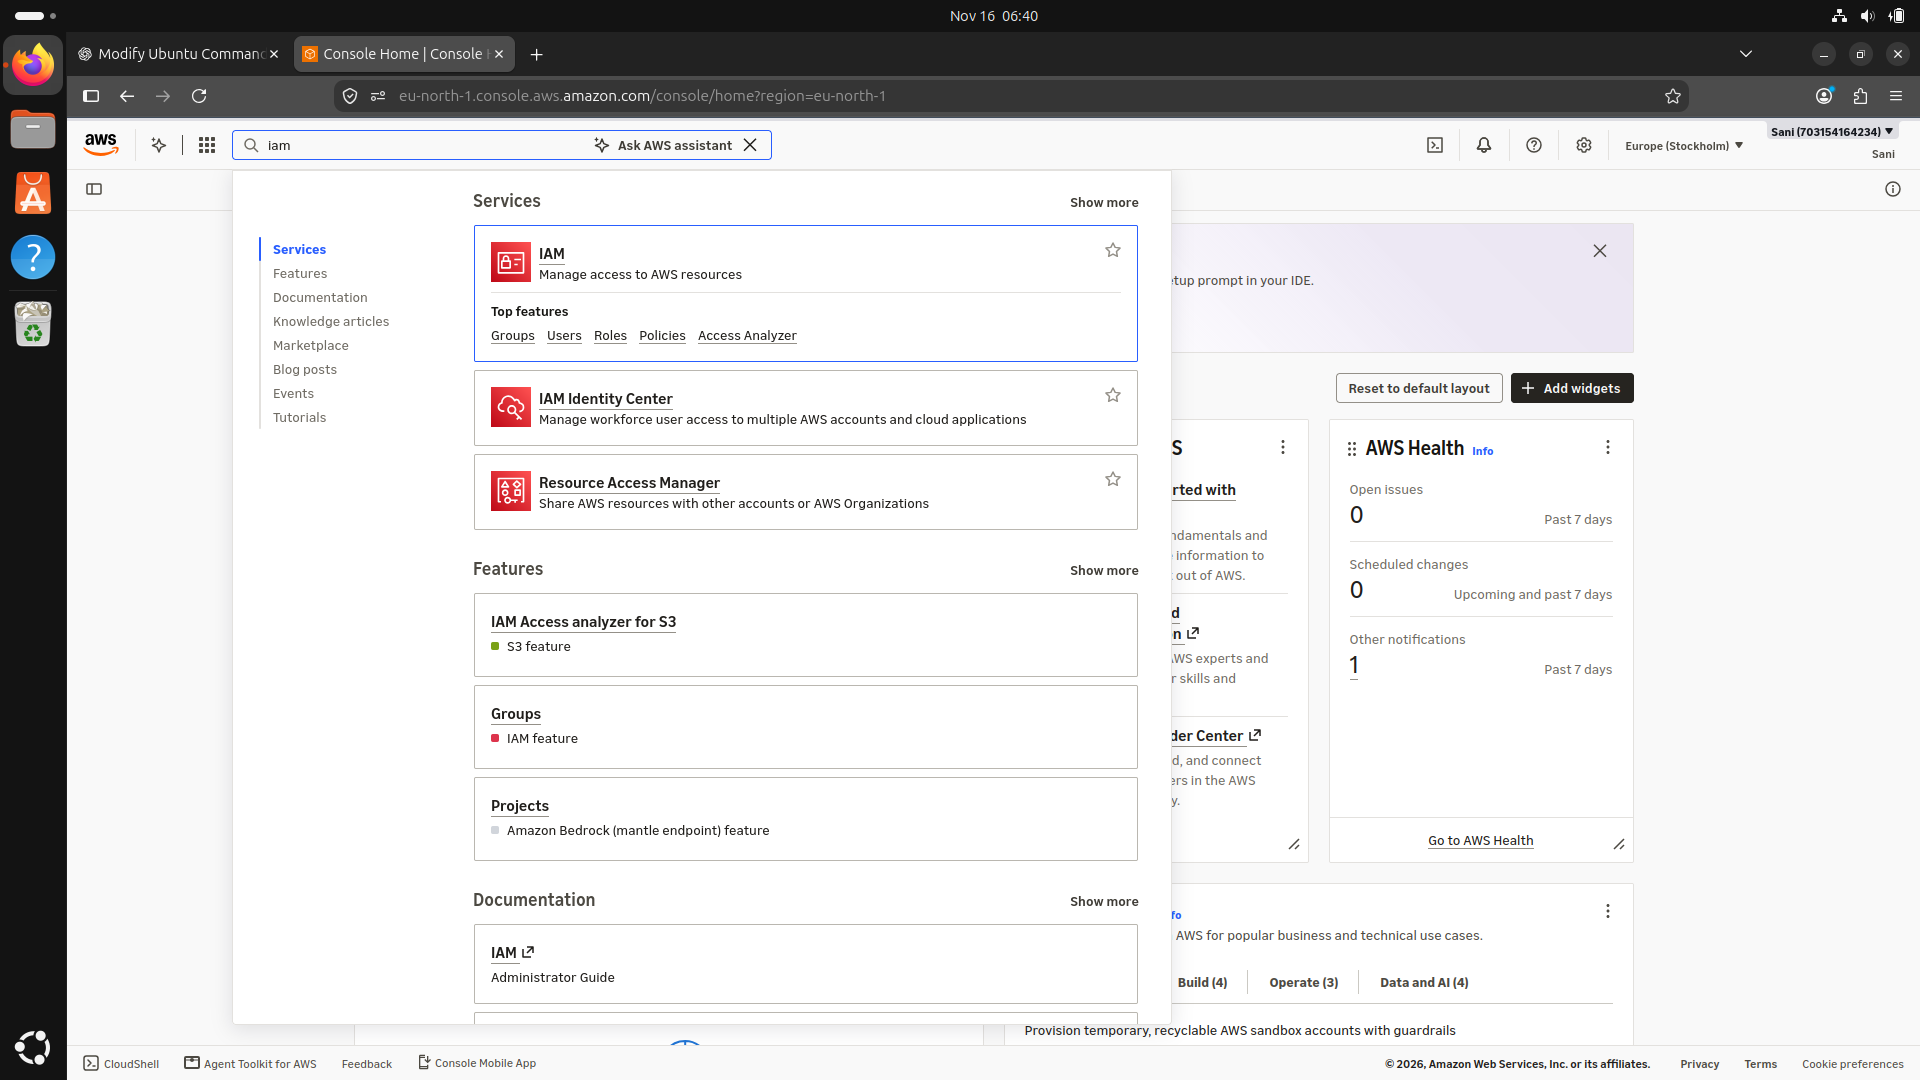 Nov 16 06:40
Modify Ubuntu Comman
Console Home | Console
eu-north-1.console.aws.amazon.com/console/home?region=eu-north-1
aws
iam
Ask AWS assistant
Europe (Stockholm)
Sani (703154164234)
Sani
Services
Features
Documentation
Knowledge articles
Marketplace
Blog posts
Events
Tutorials
Services
Show more
IAM
Manage access to AWS resources
Top features
Groups Users Roles Policies Access Analyzer
IAM Identity Center
Manage workforce user access to multiple AWS accounts and cloud applications
Resource Access Manager
Share AWS resources with other accounts or AWS Organizations
Features
Show more
IAM Access analyzer for S3
S3 feature
Groups
IAM feature
Projects
Amazon Bedrock (mantle endpoint) feature
Documentation
Show more
IAM
Administrator Guide
etup prompt in your IDE.
Reset to default layout
Add widgets
S
rted with
ndamentals and
information to
out of AWS.
d
n
AWS experts and
r skills and
der Center
d, and connect
ers in the AWS
y.
AWS Health Info
Open issues
0
Past 7 days
Scheduled changes
0
Upcoming and past 7 days
Other notifications
1
Past 7 days
Go to AWS Health
fo
AWS for popular business and technical use cases.
Build (4)
Operate (3)
Data and AI (4)
Provision temporary, recyclable AWS sandbox accounts with guardrails
CloudShell
Agent Toolkit for AWS
Feedback
Console Mobile App
© 2026, Amazon Web Services, Inc. or its affiliates.
Privacy
Terms
Cookie preferences